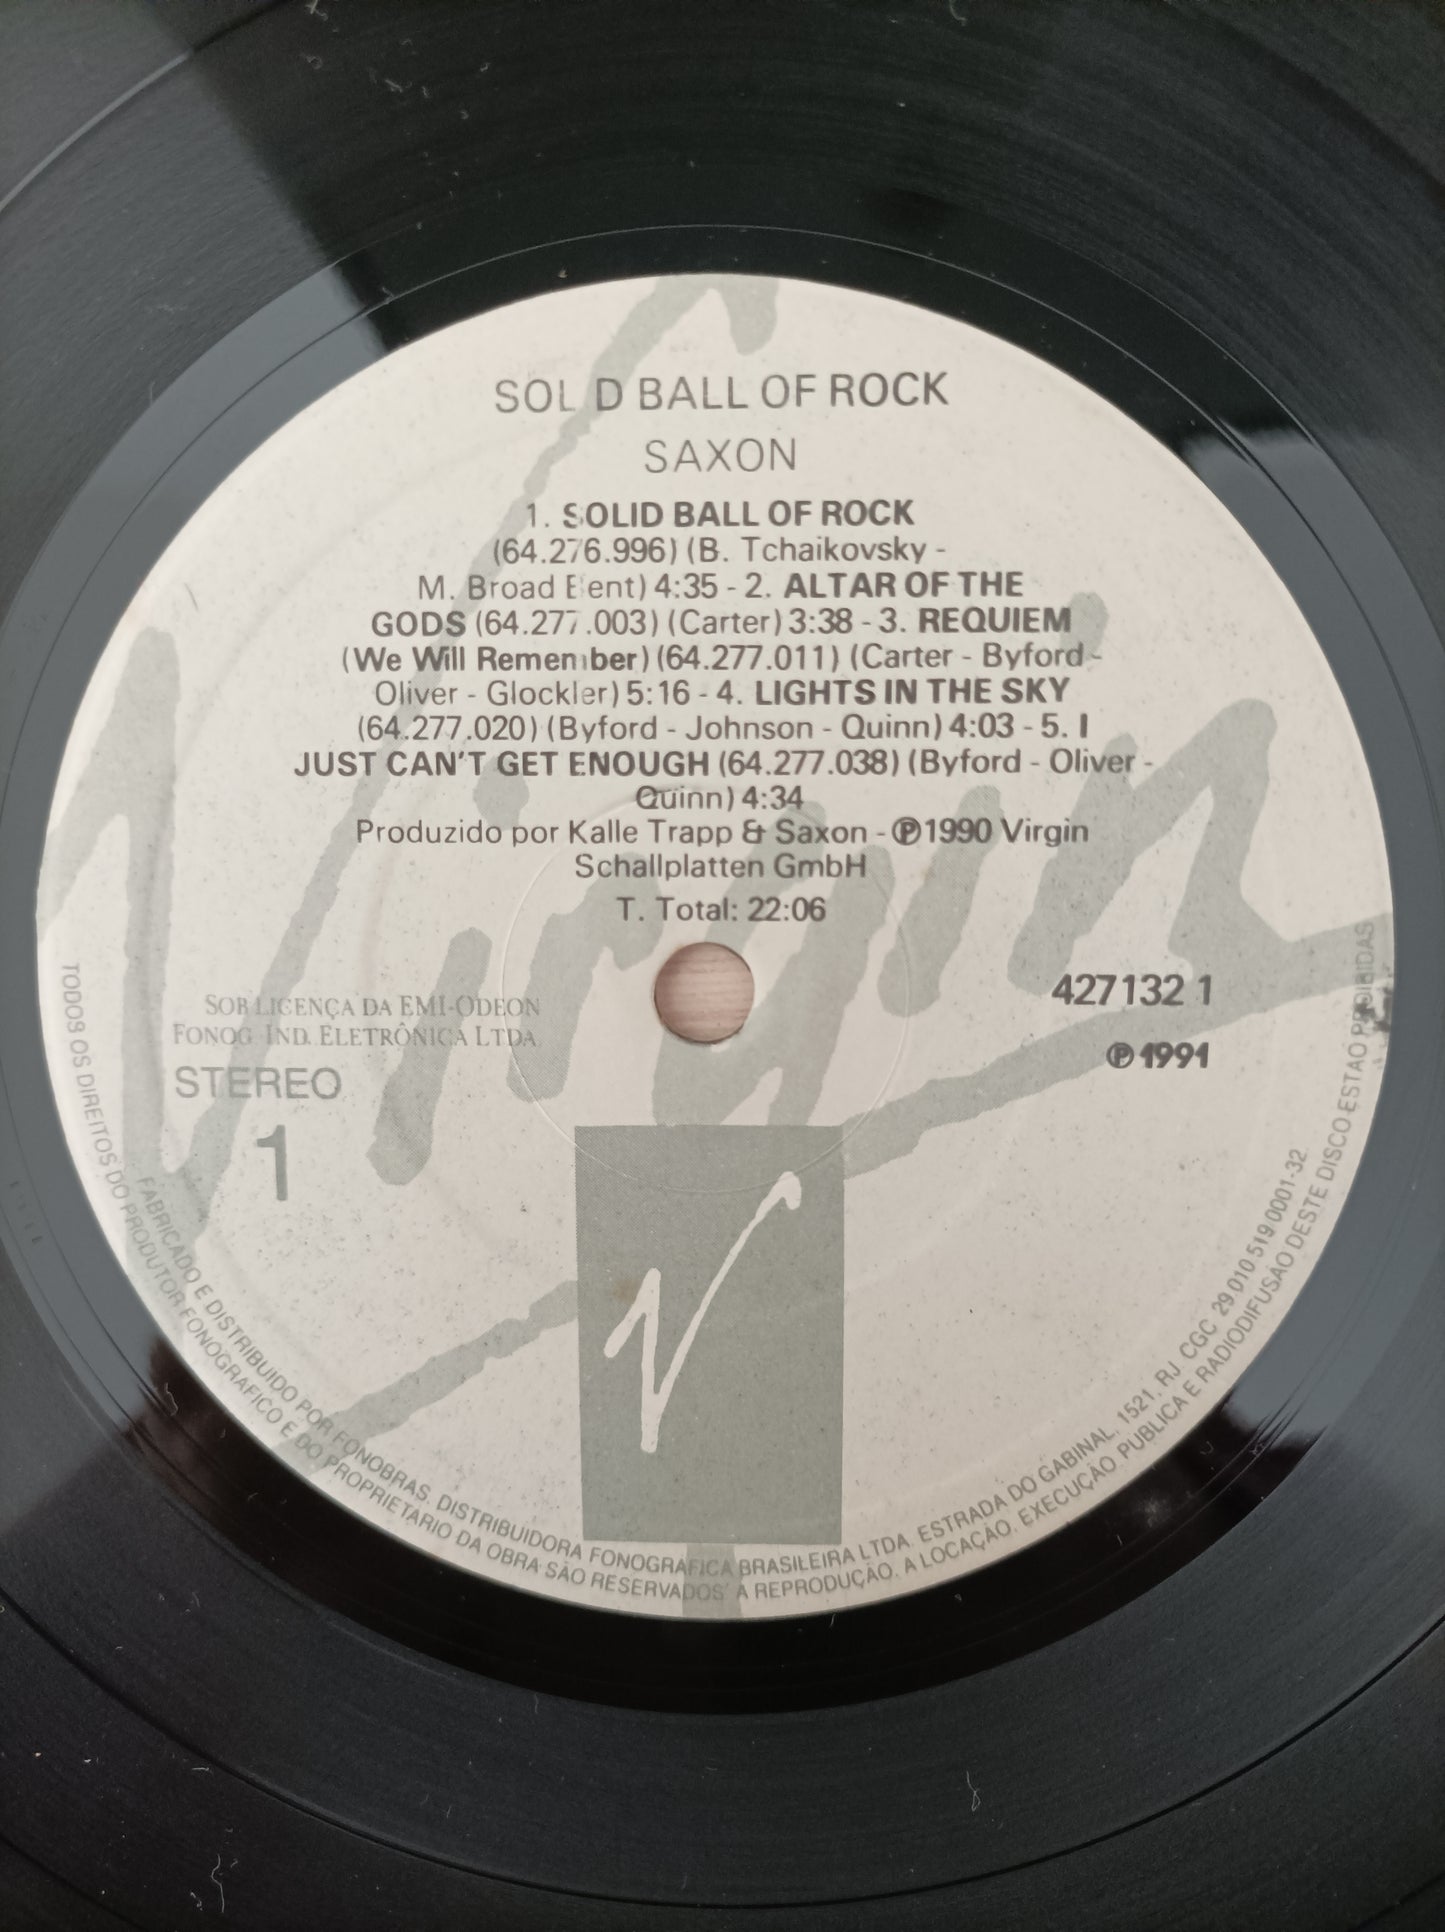 SOLID BALL OF ROCK
SAXON
1. SOLID BALL OF ROCK
(64.276.996) (B. Tchaikovsky -
M. Broad Bent) 4:35 - 2. ALTAR OF THE
GODS (64.277.003) (Carter) 3:38 - 3. REQUIEM
(We Will Remember) (64.277.011) (Carter - Byford -
Oliver - Glockler) 5:16 - 4. LIGHTS IN THE SKY
(64.277.020) (Byford - Johnson - Quinn) 4:03 - 5. I
JUST CAN'T GET ENOUGH (64.277.038) (Byford - Oliver -
Quinn) 4:34
Produzido por Kalle Trapp & Saxon - ℗ 1990 Virgin
Schallplatten GmbH
T. Total: 22:06
Virgin
SOB LICENÇA DA EMI-ODEON
FONOG. IND. ELETRÔNICA LTDA.
STEREO
1
427132 1
℗ 1991
V
FABRICADO E DISTRIBUIDO POR FONOBRAS. DISTRIBUIDORA FONOGRAFICA BRASILEIRA LTDA. ESTRADA DO GABINAL, 1521. RJ. CGC 29.010.519.0001-32
TODOS OS DIREITOS DO PRODUTOR FONOGRAFICO E DO PROPRIETARIO DA OBRA SÃO RESERVADOS. A REPRODUÇÃO. A LOCAÇÃO. EXECUÇÃO PUBLICA E RADIODIFUSÃO DESTE DISCO ESTÃO PROIBIDAS